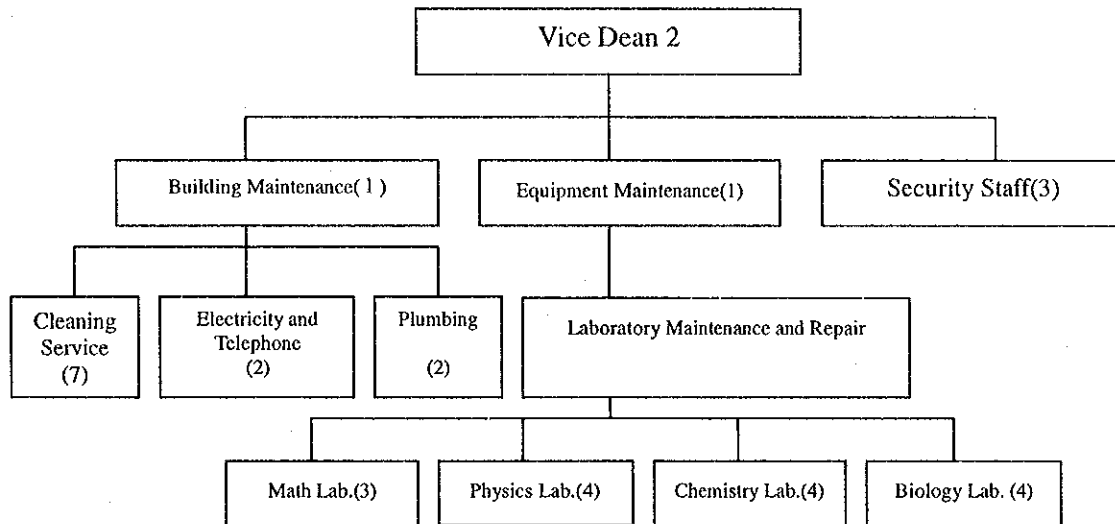 Vice Dean 2
Building Maintenance( 1 )
Equipment Maintenance(1)
Security Staff(3)
Cleaning
Service
(7)
Electricity and
Telephone
(2)
Plumbing
(2)
Laboratory Maintenance and Repair
Math Lab.(3)
Physics Lab.(4)
Chemistry Lab.(4)
Biology Lab. (4)